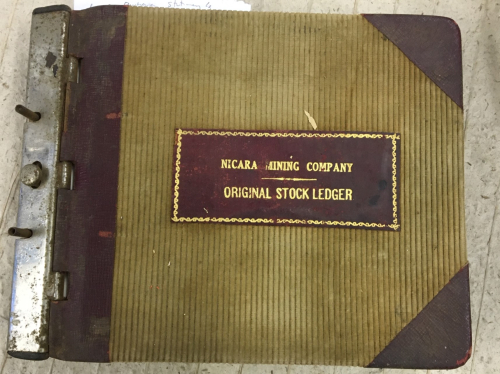 NICARA MINING COMPANY
ORIGINAL STOCK LEDGER